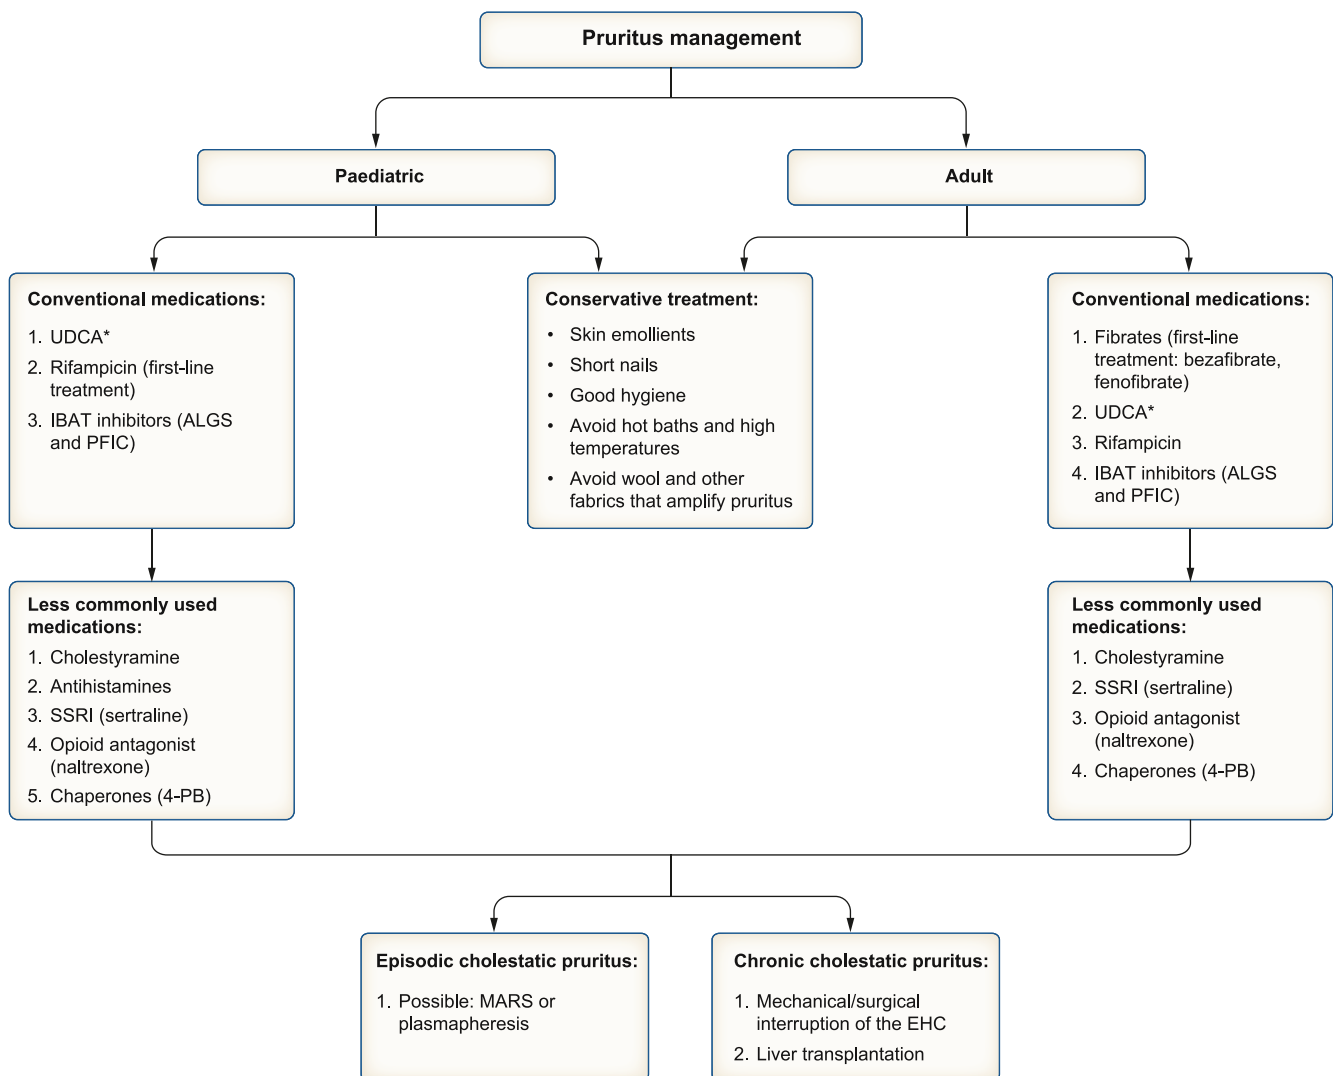 Pruritus management
Paediatric
Adult
Conventional medications:
1. UDCA*
2. Rifampicin (first-line
treatment)
3. IBAT inhibitors (ALGS
and PFIC)
Conservative treatment:
• Skin emollients
• Short nails
• Good hygiene
• Avoid hot baths and high
temperatures
• Avoid wool and other
fabrics that amplify pruritus
Conventional medications:
1. Fibrates (first-line
treatment: bezafibrate,
fenofibrate)
2. UDCA*
3. Rifampicin
4. IBAT inhibitors (ALGS
and PFIC)
Less commonly used
medications:
1. Cholestyramine
2. Antihistamines
3. SSRI (sertraline)
4. Opioid antagonist
(naltrexone)
5. Chaperones (4-PB)
Less commonly used
medications:
1. Cholestyramine
2. SSRI (sertraline)
3. Opioid antagonist
(naltrexone)
4. Chaperones (4-PB)
Episodic cholestatic pruritus:
1. Possible: MARS or
plasmapheresis
Chronic cholestatic pruritus:
1. Mechanical/surgical
interruption of the EHC
2. Liver transplantation